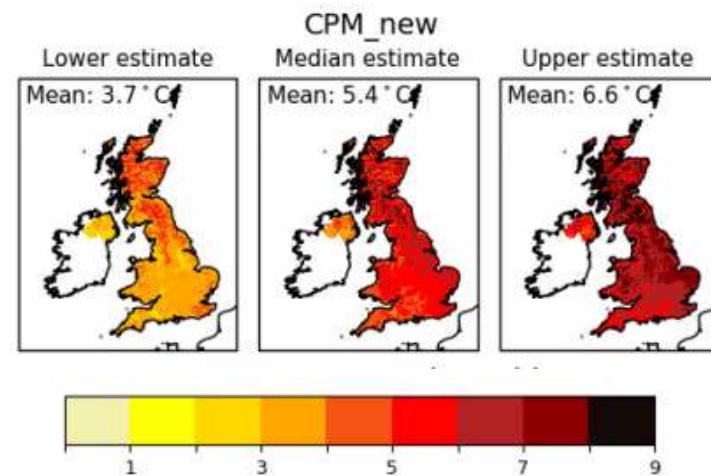 CPM_new
Lower estimate
Median estimate
Upper estimate
Mean: 3.7˚C
Mean: 5.4˚C
Mean: 6.6˚C
1 3 5 7 9